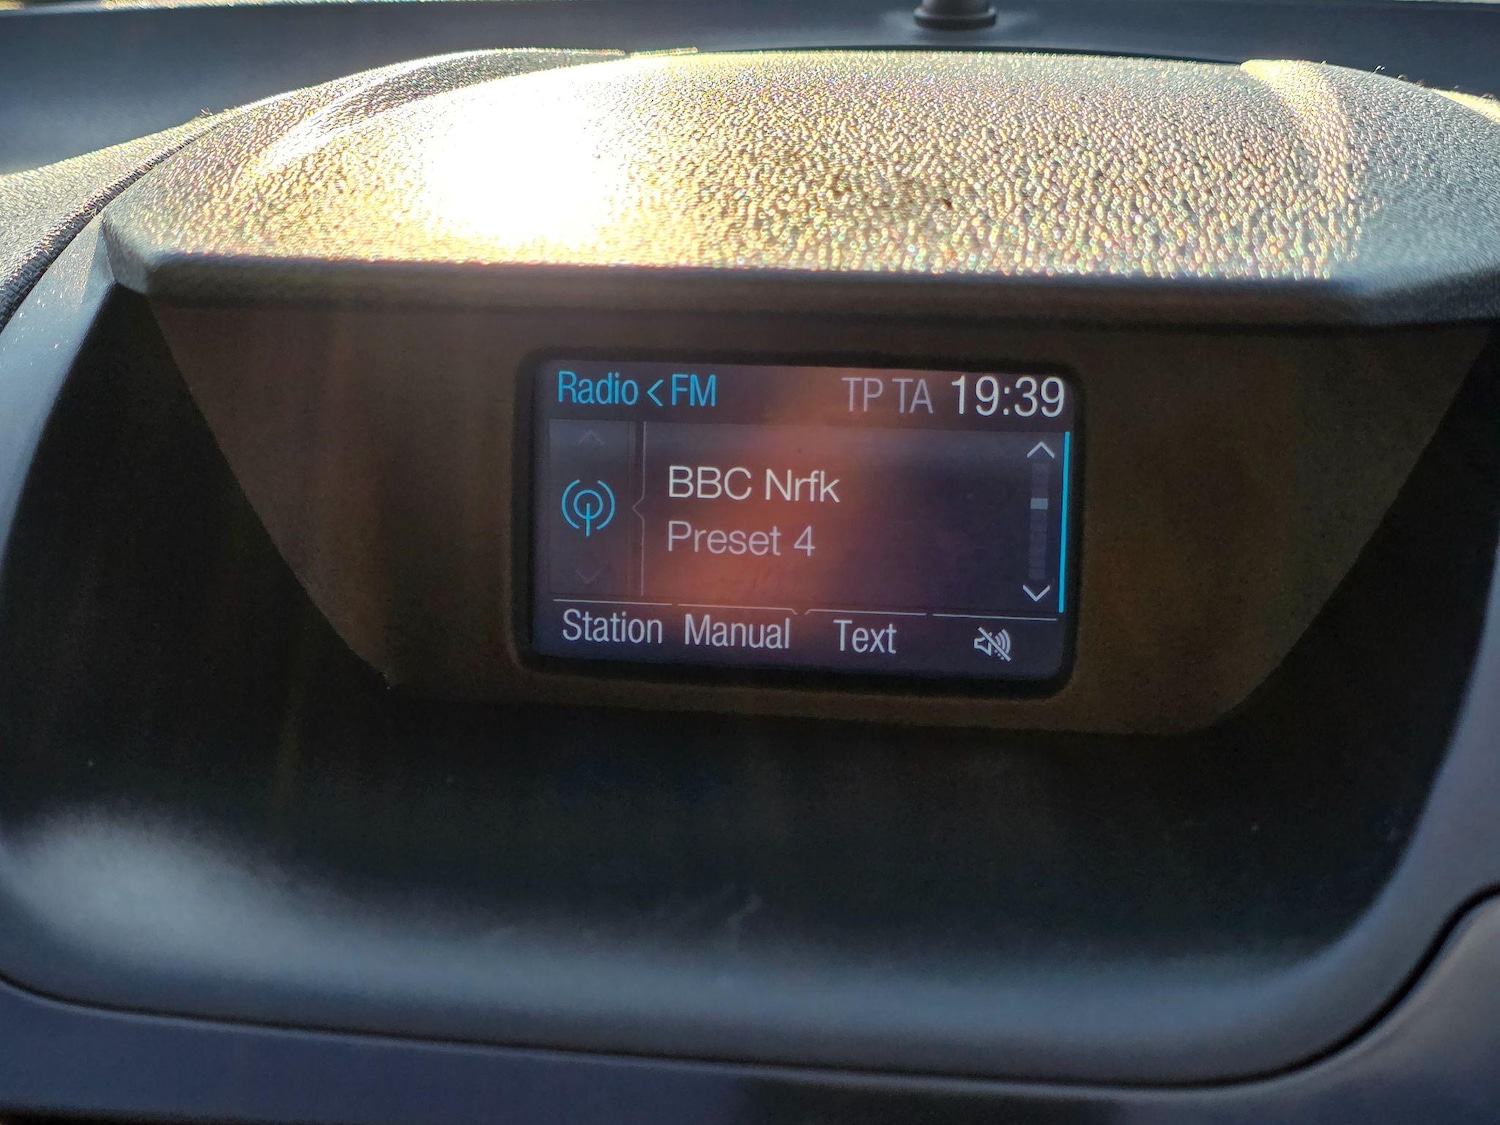 Radio < FM TP TA 19:39
BBC Nrfk
Preset 4
Station Manual Text